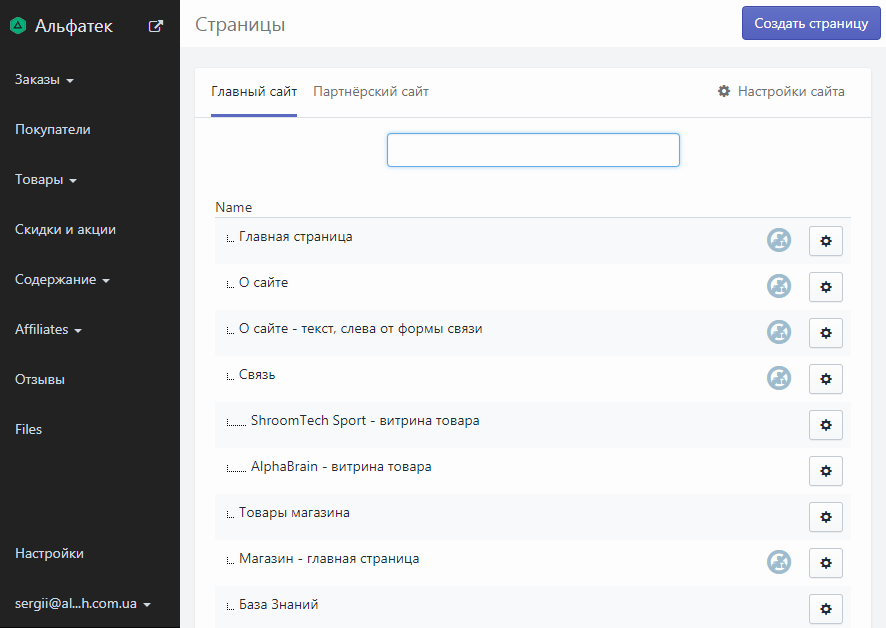 Альфатек
Страницы
Создать страницу
Заказы
Покупатели
Товары
Скидки и акции
Содержание
Affiliates
Отзывы
Files
Настройки
sergii@al...h.com.ua
Главный сайт
Партнёрский сайт
Настройки сайта
Name
Главная страница
О сайте
О сайте - текст, слева от формы связи
Связь
ShroomTech Sport - витрина товара
AlphaBrain - витрина товара
Товары магазина
Магазин - главная страница
База Знаний